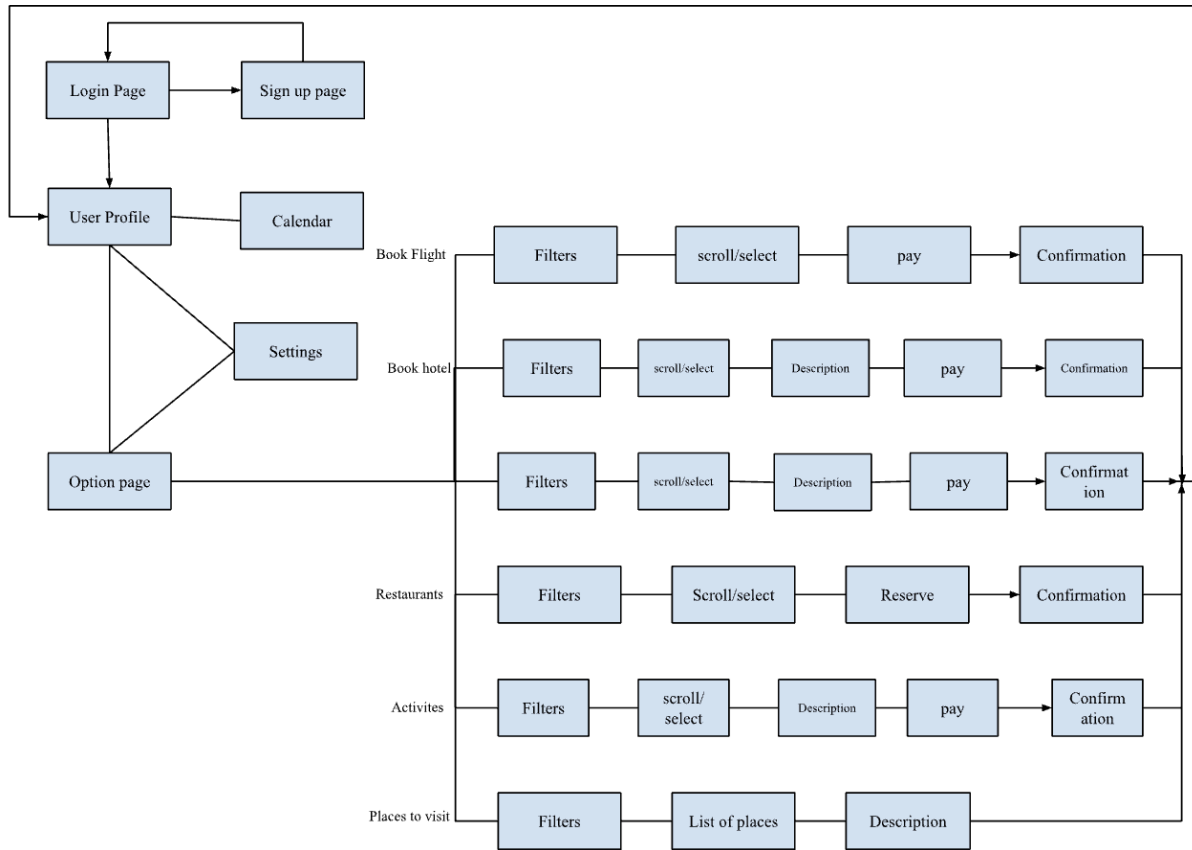 Login Page
Sign up page
User Profile
Calendar
Settings
Option page
Book Flight
Filters
scroll/select
pay
Confirmation
Book hotel
Filters
scroll/select
Description
pay
Confirmation
Filters
scroll/select
Description
pay
Confirmat
ion
Restaurants
Filters
Scroll/select
Reserve
Confirmation
Activites
Filters
scroll/
select
Description
pay
Confirm
ation
Places to visit
Filters
List of places
Description